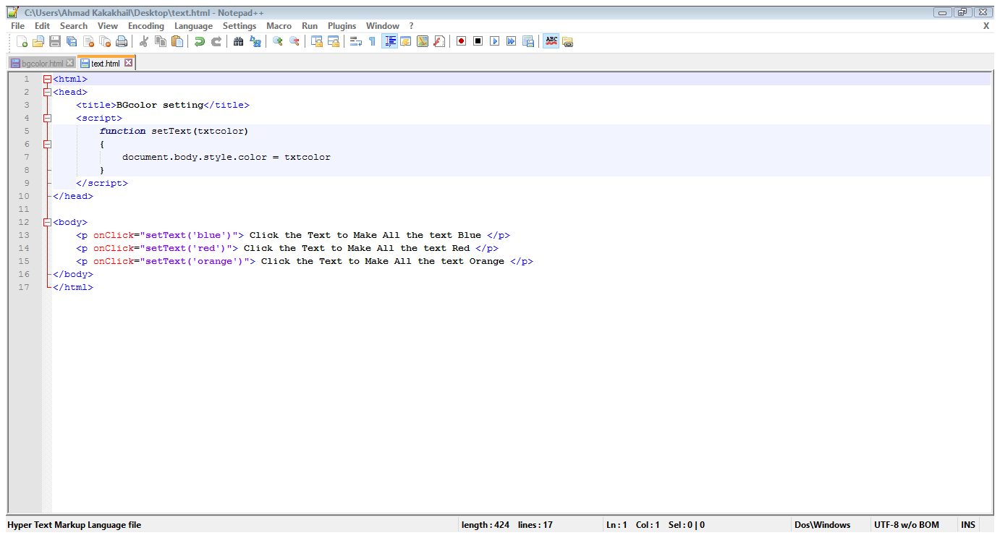 C:\Users\Ahmad Kakakhail\Desktop\text.html - Notepad++
File Edit Search View Encoding Language Settings Macro Run Plugins Window ? X
ABC
bgcolor.html text.html
1 <html>
2 <head>
3 <title>BGcolor setting</title>
4 <script>
5 function setText(txtcolor)
6 {
7 document.body.style.color = txtcolor
8 }
9 </script>
10 </head>
11
12 <body>
13 <p onClick="setText('blue')"> Click the Text to Make All the text Blue </p>
14 <p onClick="setText('red')"> Click the Text to Make All the text Red </p>
15 <p onClick="setText('orange')"> Click the Text to Make All the text Orange </p>
16 </body>
17 </html>
Hyper Text Markup Language file length : 424 lines : 17 Ln : 1 Col : 1 Sel : 0 | 0 Dos\Windows UTF-8 w/o BOM INS